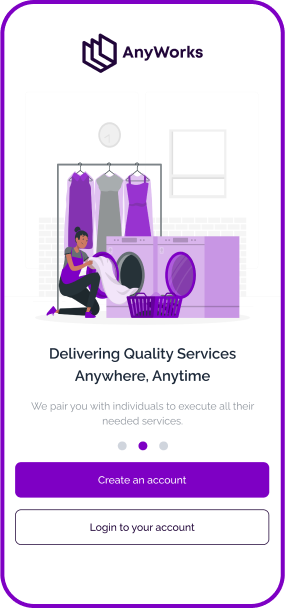 AnyWorks
Delivering Quality Services
Anywhere, Anytime
We pair you with individuals to execute all their
needed services.
Create an account
Login to your account